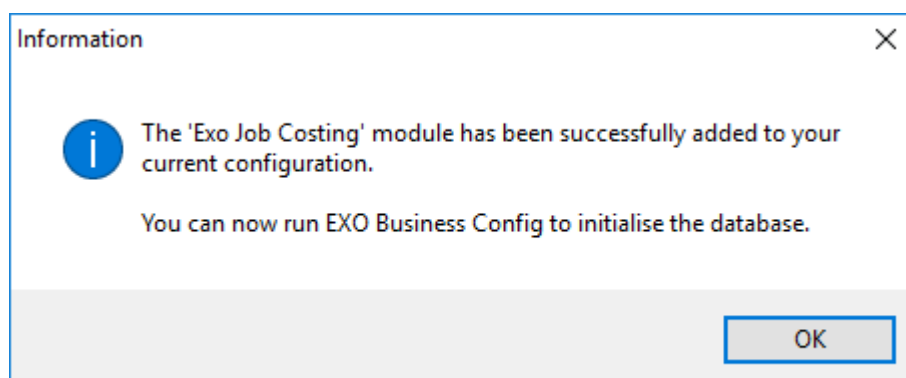 Information
The 'Exo Job Costing' module has been successfully added to your
current configuration.
You can now run EXO Business Config to initialise the database.
OK